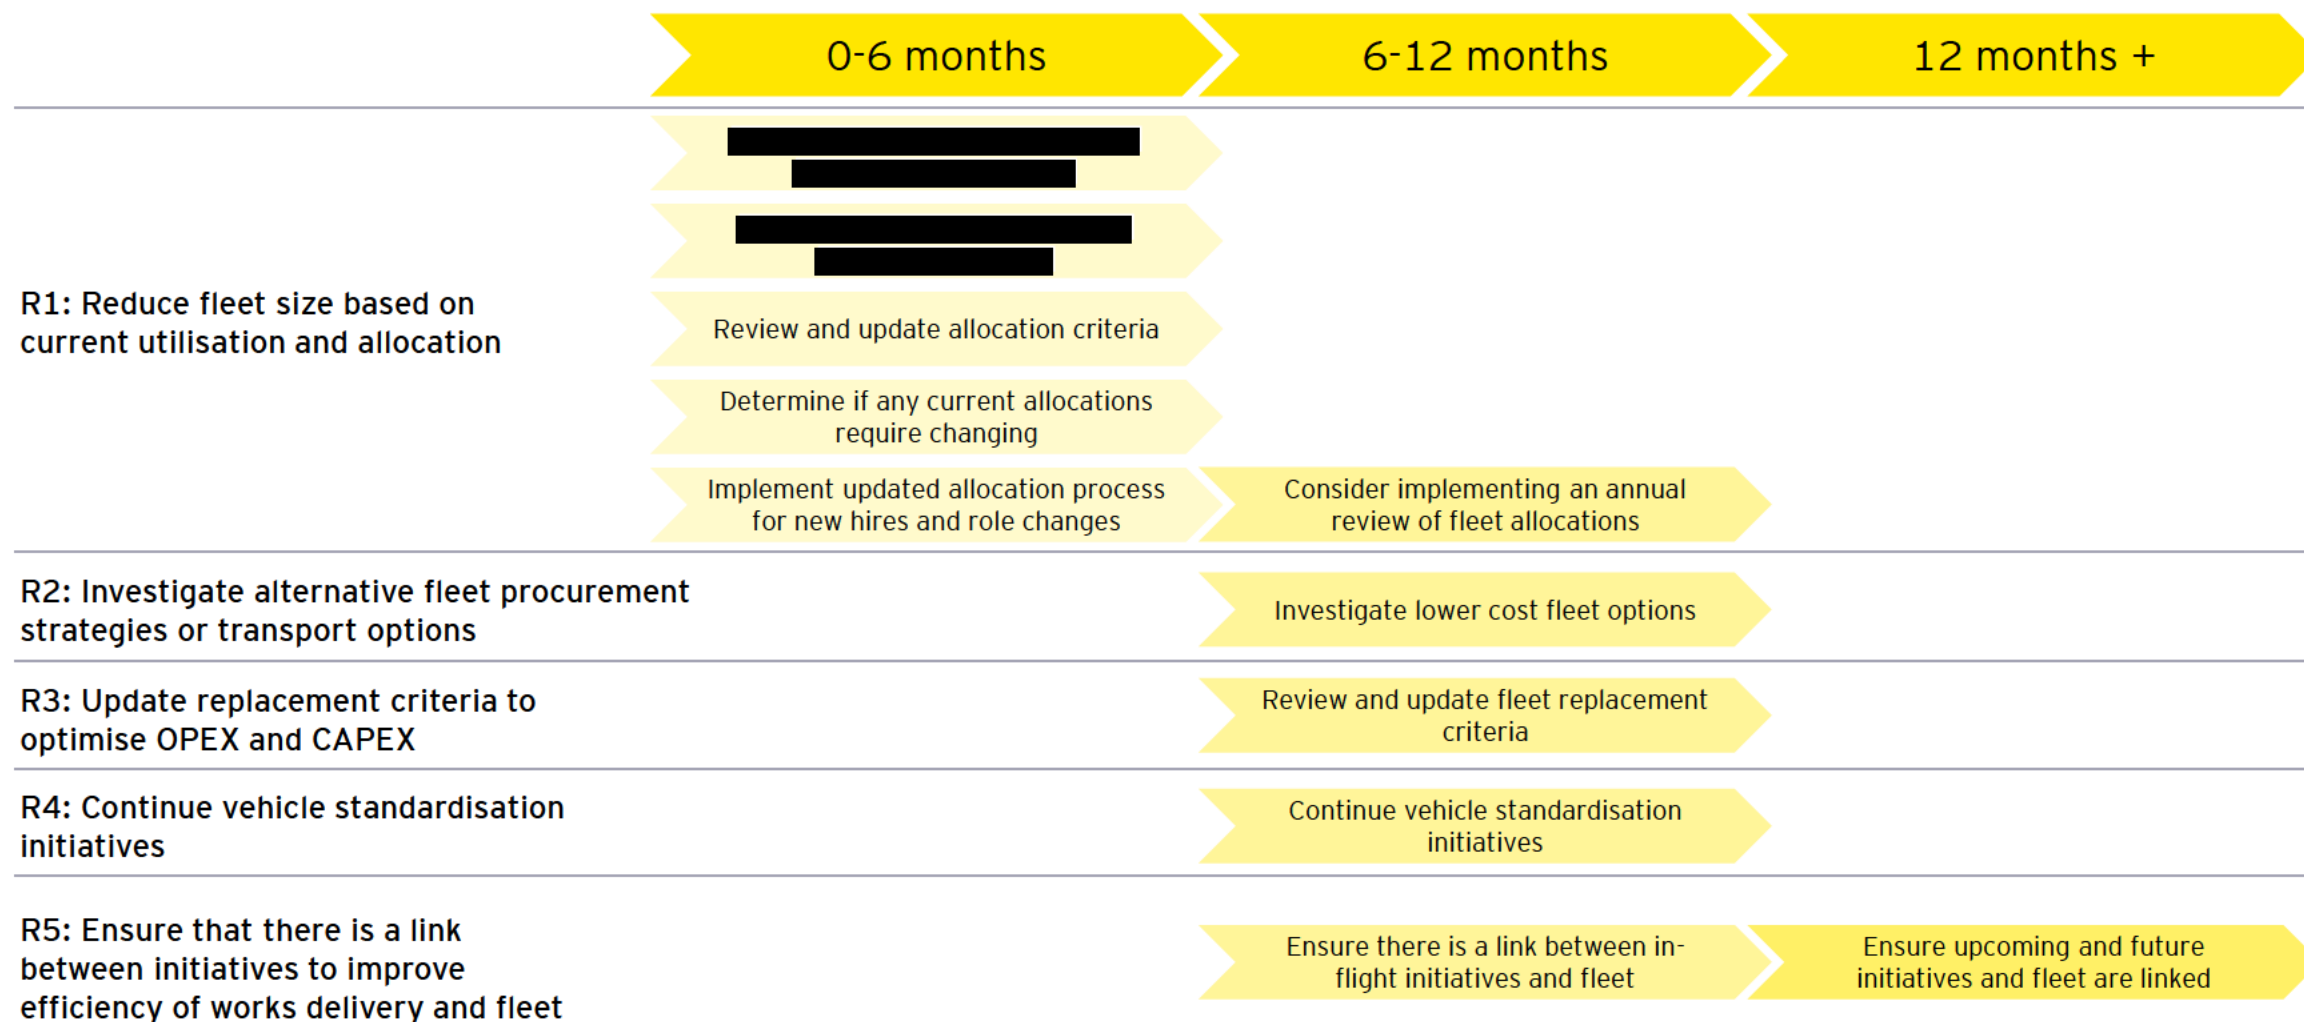 0-6 months
6-12 months
12 months +
R1: Reduce fleet size based on
current utilisation and allocation
Review and update allocation criteria
Determine if any current allocations
require changing
Implement updated allocation process
for new hires and role changes
Consider implementing an annual
review of fleet allocations
R2: Investigate alternative fleet procurement
strategies or transport options
Investigate lower cost fleet options
R3: Update replacement criteria to
optimise OPEX and CAPEX
Review and update fleet replacement
criteria
R4: Continue vehicle standardisation
initiatives
Continue vehicle standardisation
initiatives
R5: Ensure that there is a link
between initiatives to improve
efficiency of works delivery and fleet
Ensure there is a link between in-
flight initiatives and fleet
Ensure upcoming and future
initiatives and fleet are linked